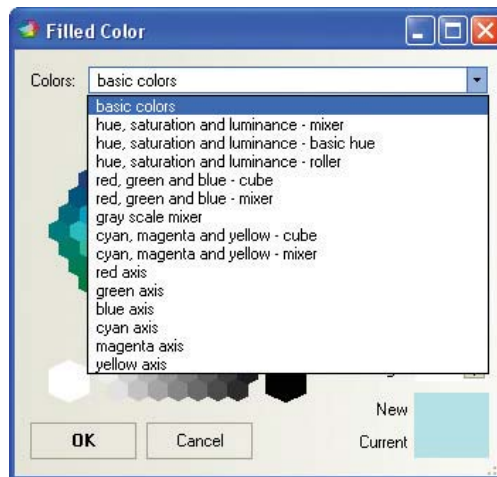 Filled Color
Colors: basic colors
basic colors
hue, saturation and luminance - mixer
hue, saturation and luminance - basic hue
hue, saturation and luminance - roller
red, green and blue - cube
red, green and blue - mixer
gray scale mixer
cyan, magenta and yellow - cube
cyan, magenta and yellow - mixer
red axis
green axis
blue axis
cyan axis
magenta axis
yellow axis
New
OK Cancel Current